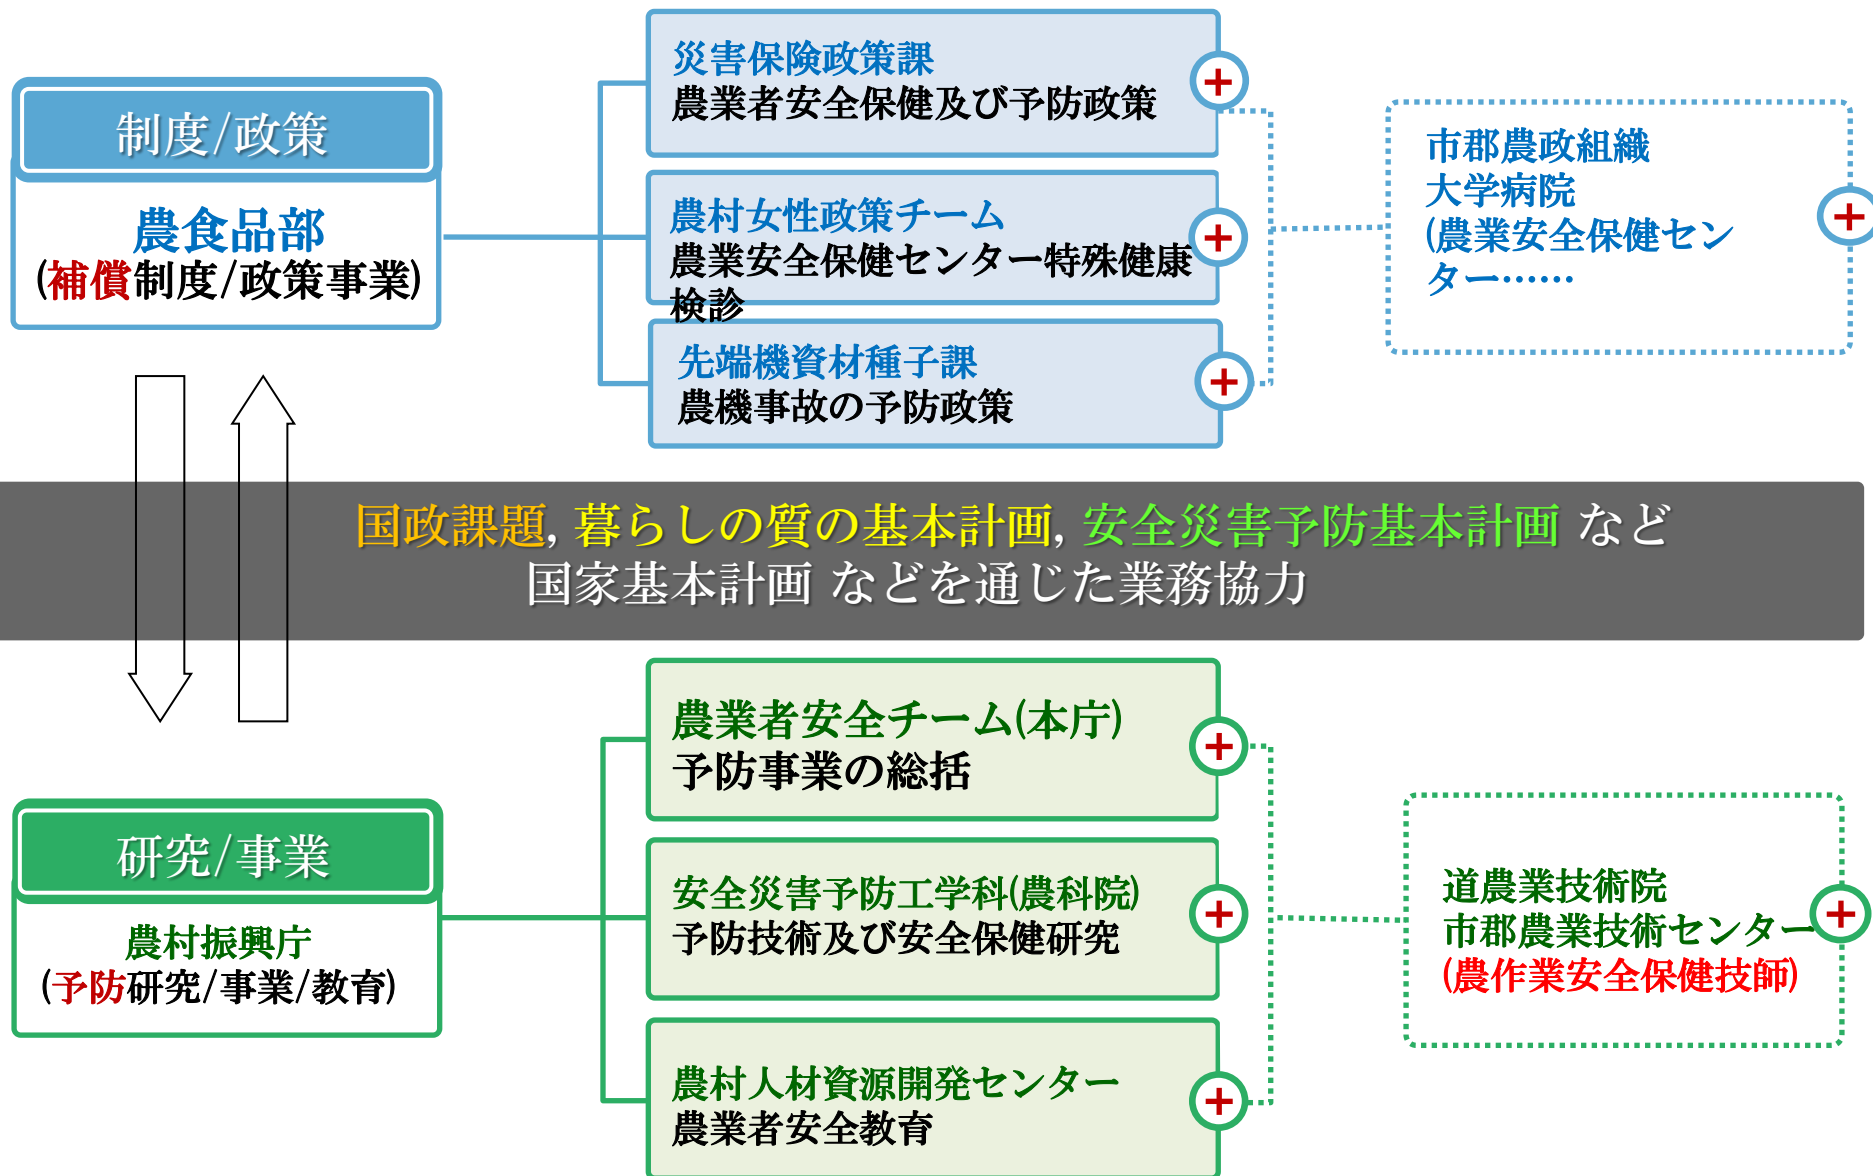 制度/政策
農食品部
(補償制度/政策事業)
災害保険政策課
農業者安全保健及び予防政策
農村女性政策チーム
農業安全保健センター特殊健康
検診
先端機資材種子課
農機事故の予防政策
市郡農政組織
大学病院
(農業安全保健セン
ター……
国政課題, 暮らしの質の基本計画, 安全災害予防基本計画 など
国家基本計画 などを通じた業務協力
研究/事業
農村振興庁
(予防研究/事業/教育)
農業者安全チーム(本庁)
予防事業の総括
安全災害予防工学科(農科院)
予防技術及び安全保健研究
農村人材資源開発センター
農業者安全教育
道農業技術院
市郡農業技術センター
(農作業安全保健技師)